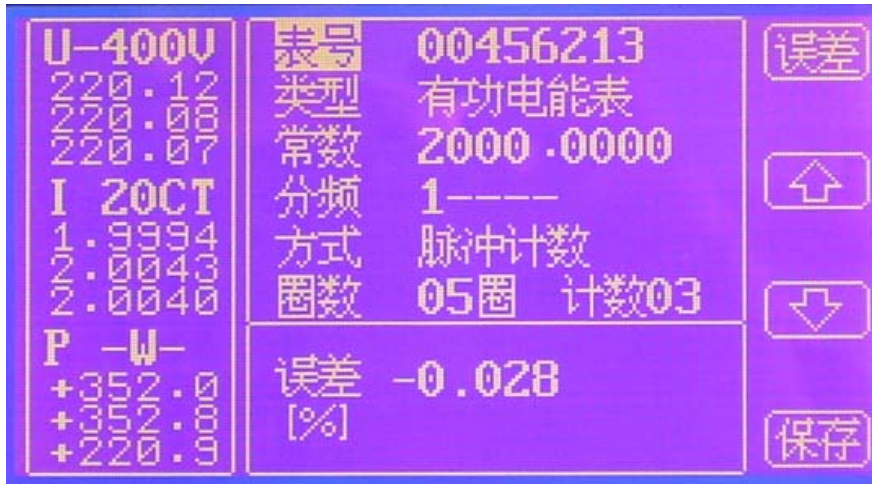 U-400V
220.12
220.08
220.07
I 20CT
1.9994
2.0043
2.0040
P -W-
+352.0
+352.8
+220.9
表号 00456213
类型 有功电能表
常数 2000.0000
分频 1----
方式 脉冲计数
圈数 05圈 计数03
误差 -0.028
[%]
误差
保存